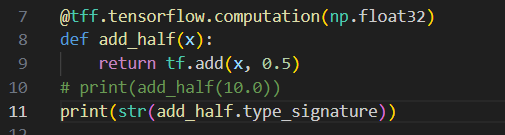 7 @tff.tensorflow.computation(np.float32)
8 def add_half(x):
9     return tf.add(x, 0.5)
10 # print(add_half(10.0))
11 print(str(add_half.type_signature))
12